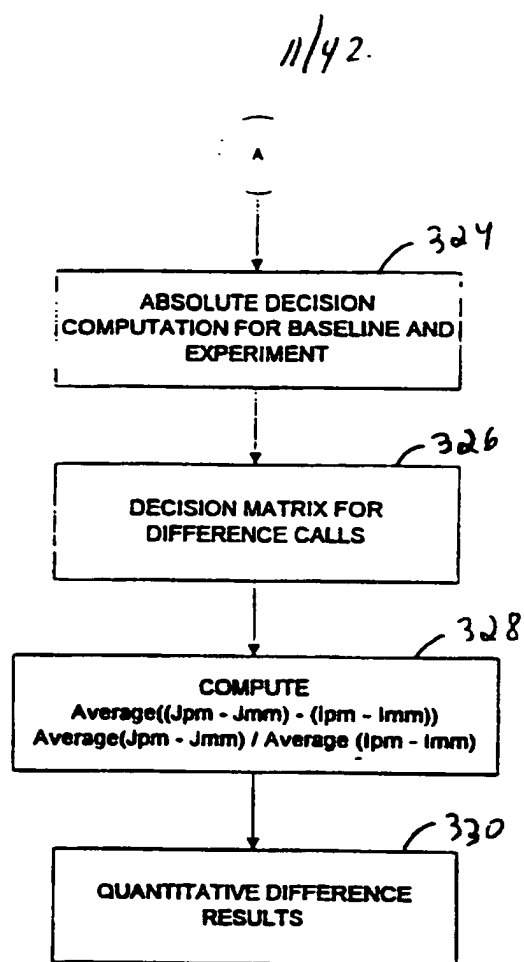 11/42.
A
324
ABSOLUTE DECISION
COMPUTATION FOR BASELINE AND
EXPERIMENT
326
DECISION MATRIX FOR
DIFFERENCE CALLS
328
COMPUTE
Average((Jpm - Jmm) - (Ipm - Imm))
Average(Jpm - Jmm) / Average (Ipm - Imm)
330
QUANTITATIVE DIFFERENCE
RESULTS